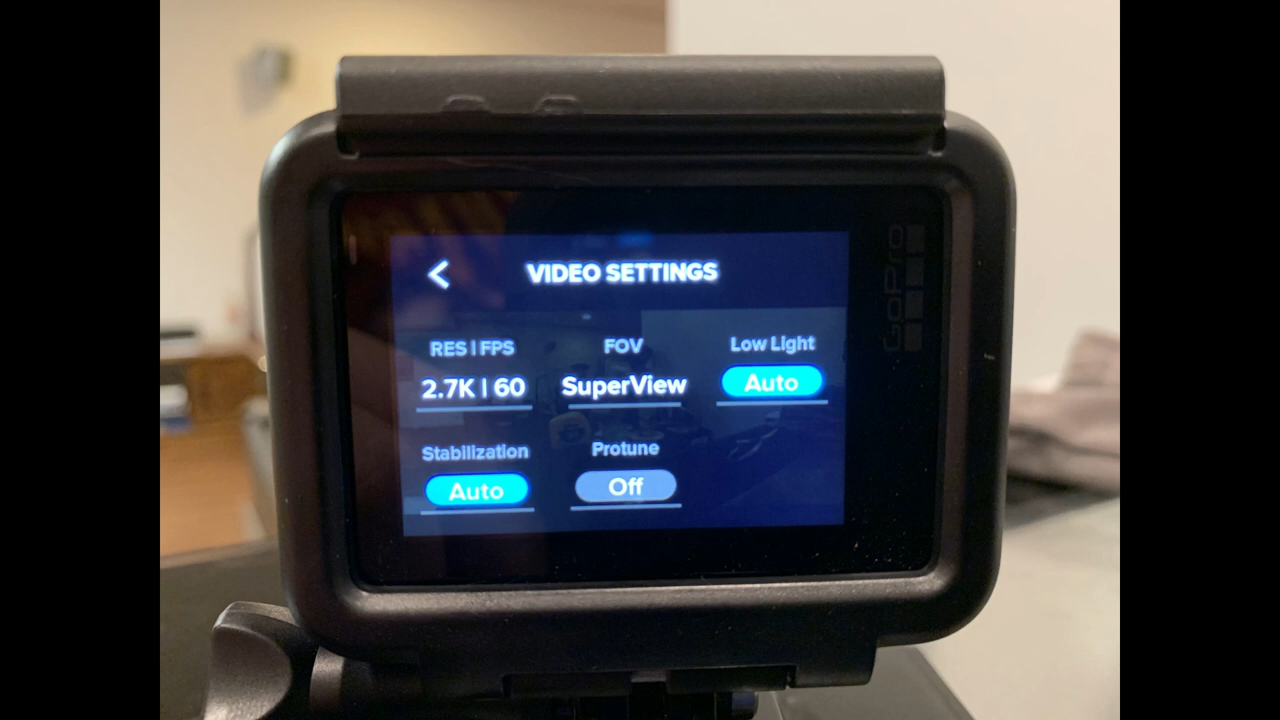 VIDEO SETTINGS
RES | FPS
FOV
Low Light
2.7K | 60
SuperView
Auto
Stabilization
Protune
Auto
Off
GoPro